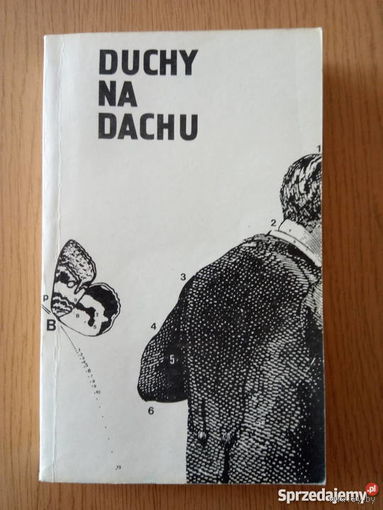 DUCHY
NA
DACHU
1
2
3
4
5
6
p
B
Sprzedajemy.pl